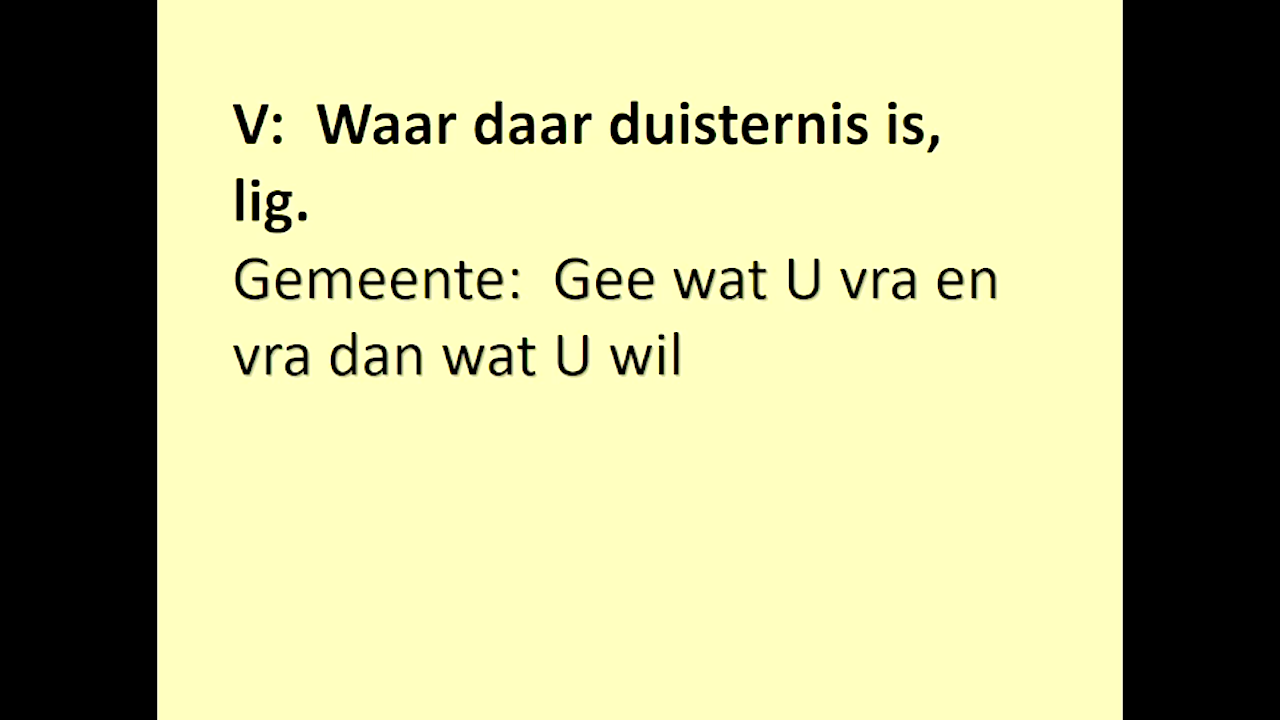 V:  Waar daar duisternis is,
lig.
Gemeente:  Gee wat U vra en
vra dan wat U wil